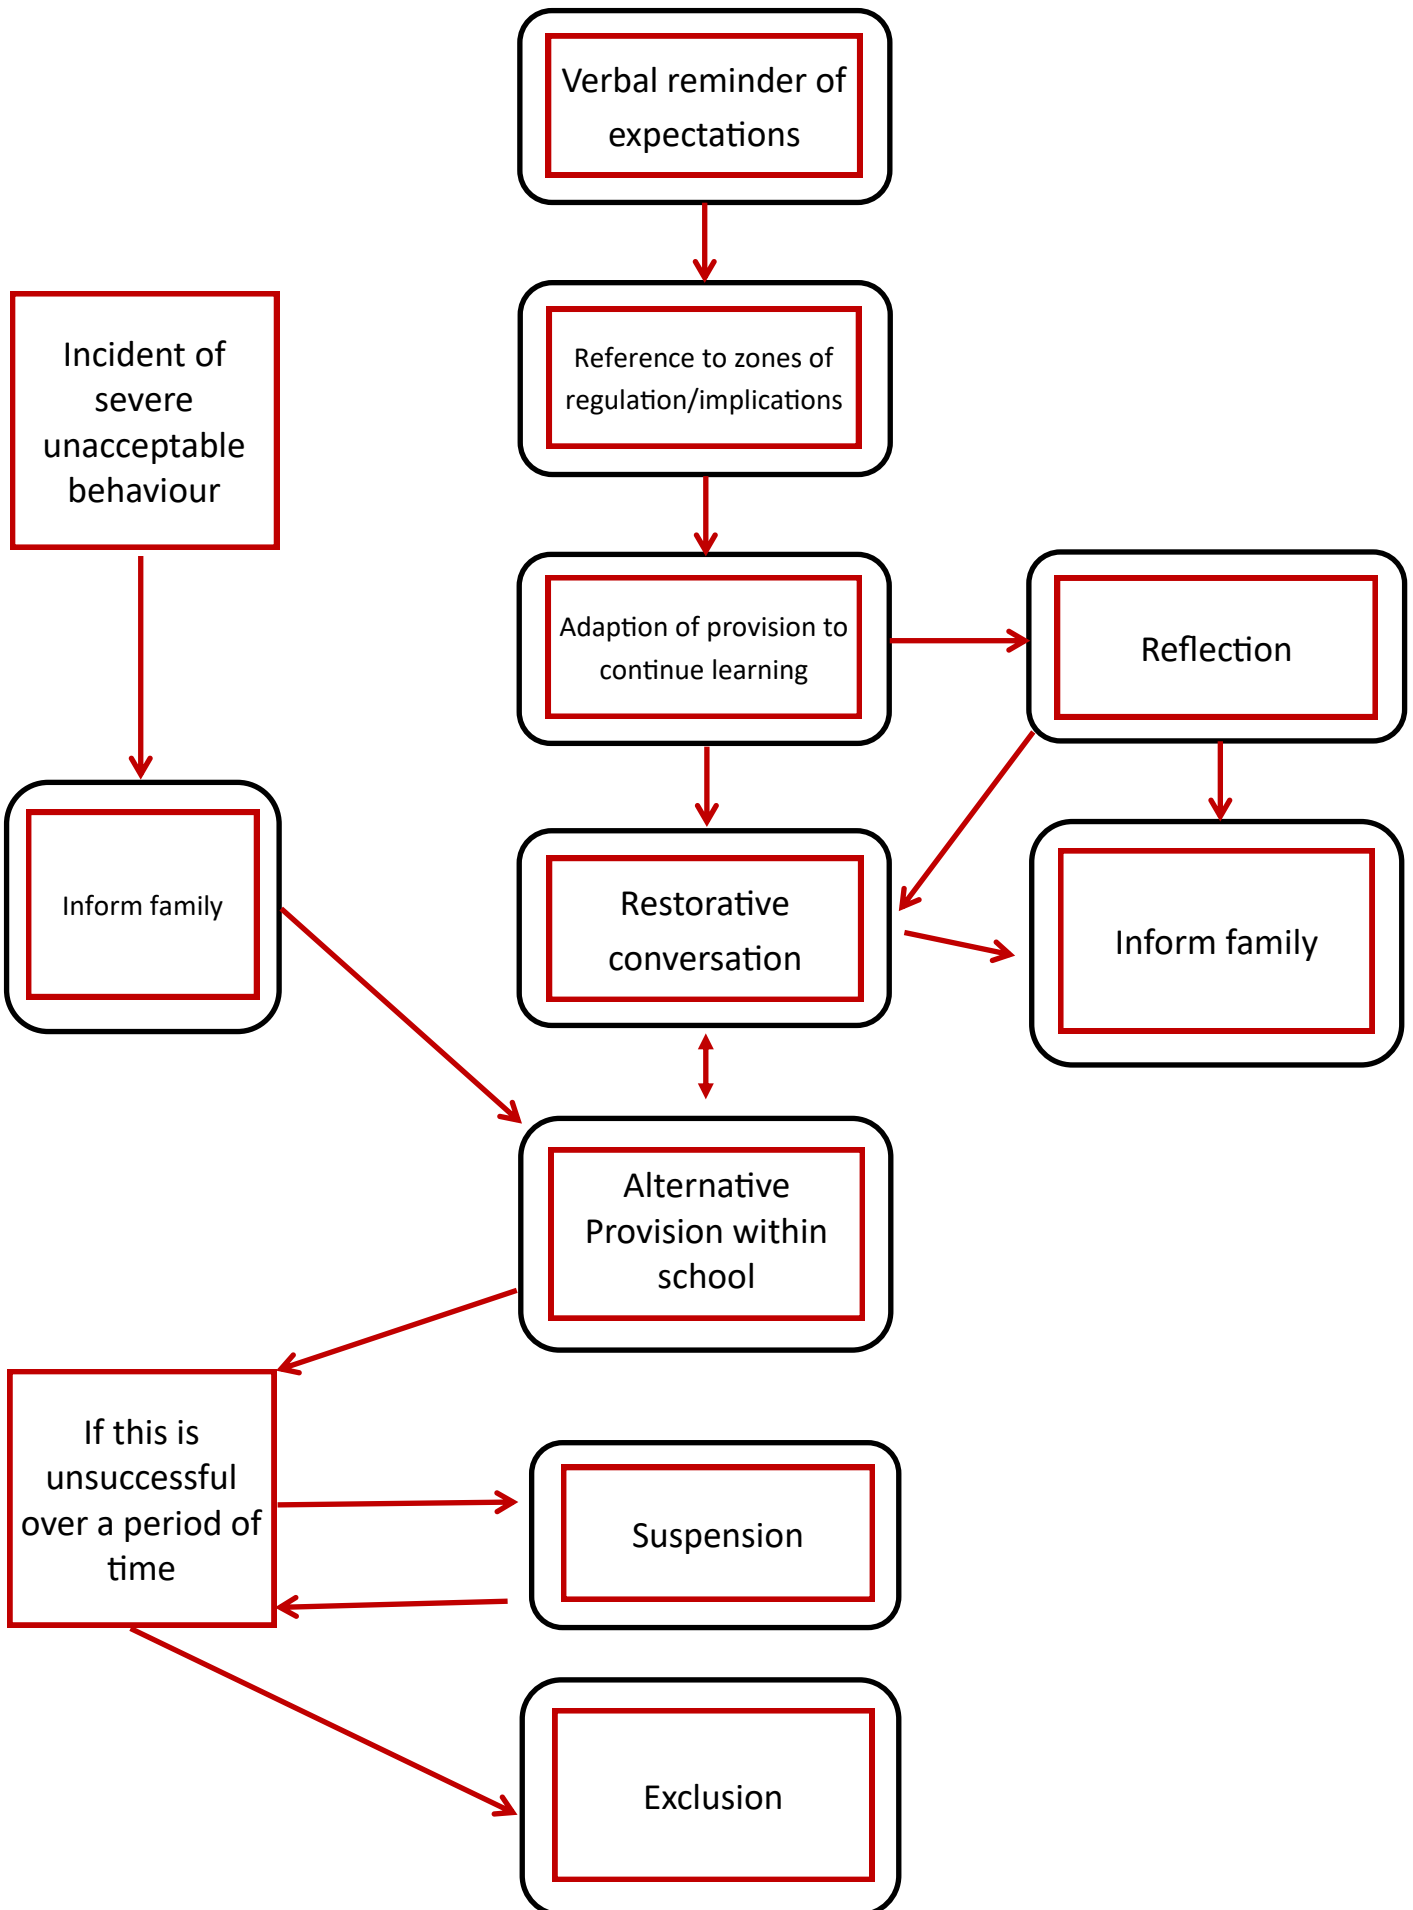 Verbal reminder of
expectations
Incident of
severe
unacceptable
behaviour
Reference to zones of
regulation/implications
Adaption of provision to
continue learning
Reflection
Inform family
Restorative
conversation
Inform family
Alternative
Provision within
school
If this is
unsuccessful
over a period of
time
Suspension
Exclusion